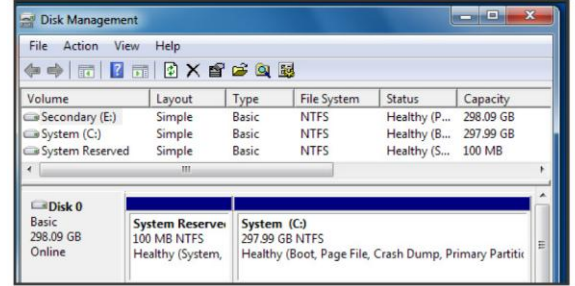 Disk Management
File Action View Help
Volume Layout Type File System Status Capacity
Secondary (E:) Simple Basic NTFS Healthy (P... 298.09 GB
System (C:) Simple Basic NTFS Healthy (B... 297.99 GB
System Reserved Simple Basic NTFS Healthy (S... 100 MB
Disk 0
Basic
298.09 GB
Online
System Reserve
100 MB NTFS
Healthy (System,
System (C:)
297.99 GB NTFS
Healthy (Boot, Page File, Crash Dump, Primary Partitic